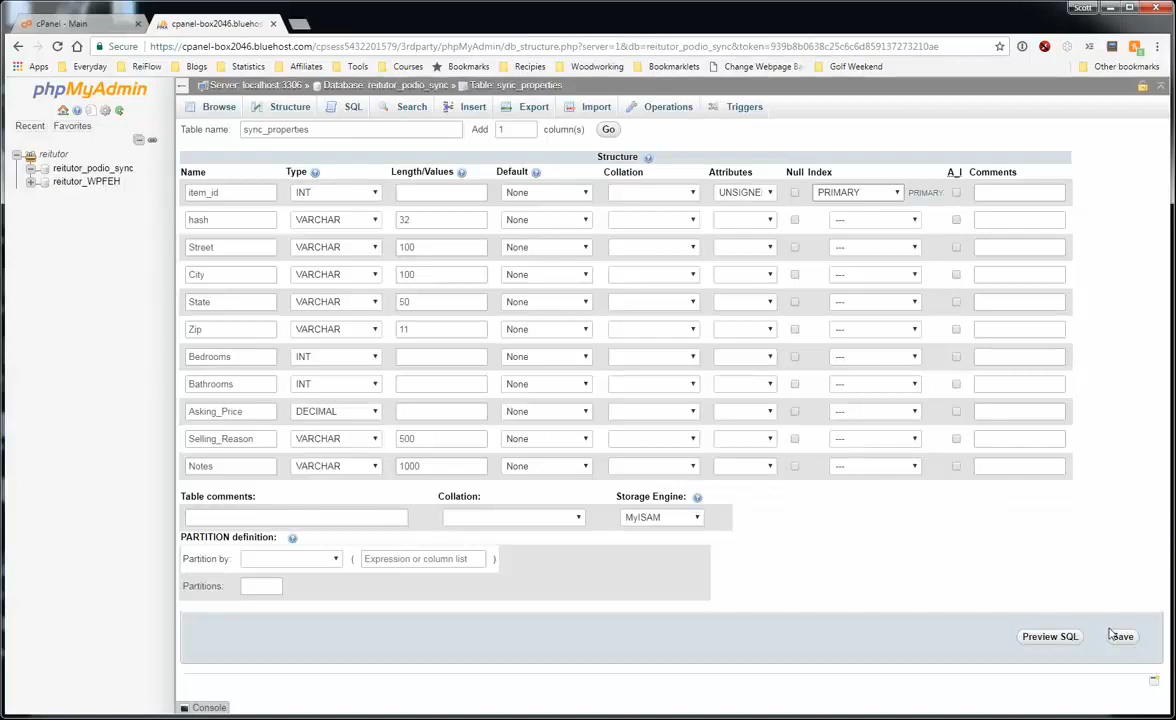 Scott
cPanel - Main
cpanel-box2046.bluehos
Secure
https://cpanel-box2046.bluehost.com/cpsess5432201579/3rdparty/phpMyAdmin/db_structure.php?server=1&db=reitutor_podio_sync&token=939b8b0638c25c6c6d859137273210ae
Apps Everyday ReiFlow Blogs Statistics Affiliates Tools Courses Bookmarks Recipies Woodworking Bookmarklets Change Webpage B Golf Weekend Other bookmarks
phpMyAdmin
Recent Favorites
reitutor
reitutor_podio_sync
reitutor_WPFEH
Server: localhost:3306 » Database: reitutor_podio_sync » Table: sync_properties
Browse Structure SQL Search Insert Export Import Operations Triggers
Table name: sync_properties Add 1 column(s) Go
Structure
Name Type Length/Values Default Collation Attributes Null Index A_I Comments
item_id INT None UNSIGNE PRIMARY PRIMARY
hash VARCHAR 32 None ---
Street VARCHAR 100 None ---
City VARCHAR 100 None ---
State VARCHAR 50 None ---
Zip VARCHAR 11 None ---
Bedrooms INT None ---
Bathrooms INT None ---
Asking_Price DECIMAL None ---
Selling_Reason VARCHAR 500 None ---
Notes VARCHAR 1000 None ---
Table comments: Collation: Storage Engine:
MyISAM
PARTITION definition:
Partition by: ( Expression or column list )
Partitions:
Preview SQL Save
Console